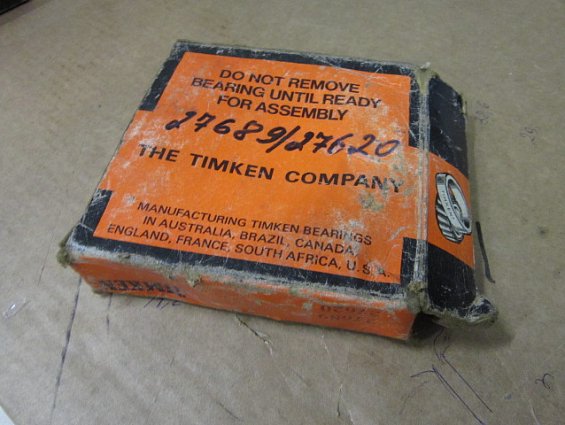 DO NOT REMOVE
BEARING UNTIL READY
FOR ASSEMBLY
27689/27620
THE TIMKEN COMPANY
MANUFACTURING TIMKEN BEARINGS
IN AUSTRALIA, BRAZIL, CANADA,
ENGLAND, FRANCE, SOUTH AFRICA, U.S.A.
TIMKEN